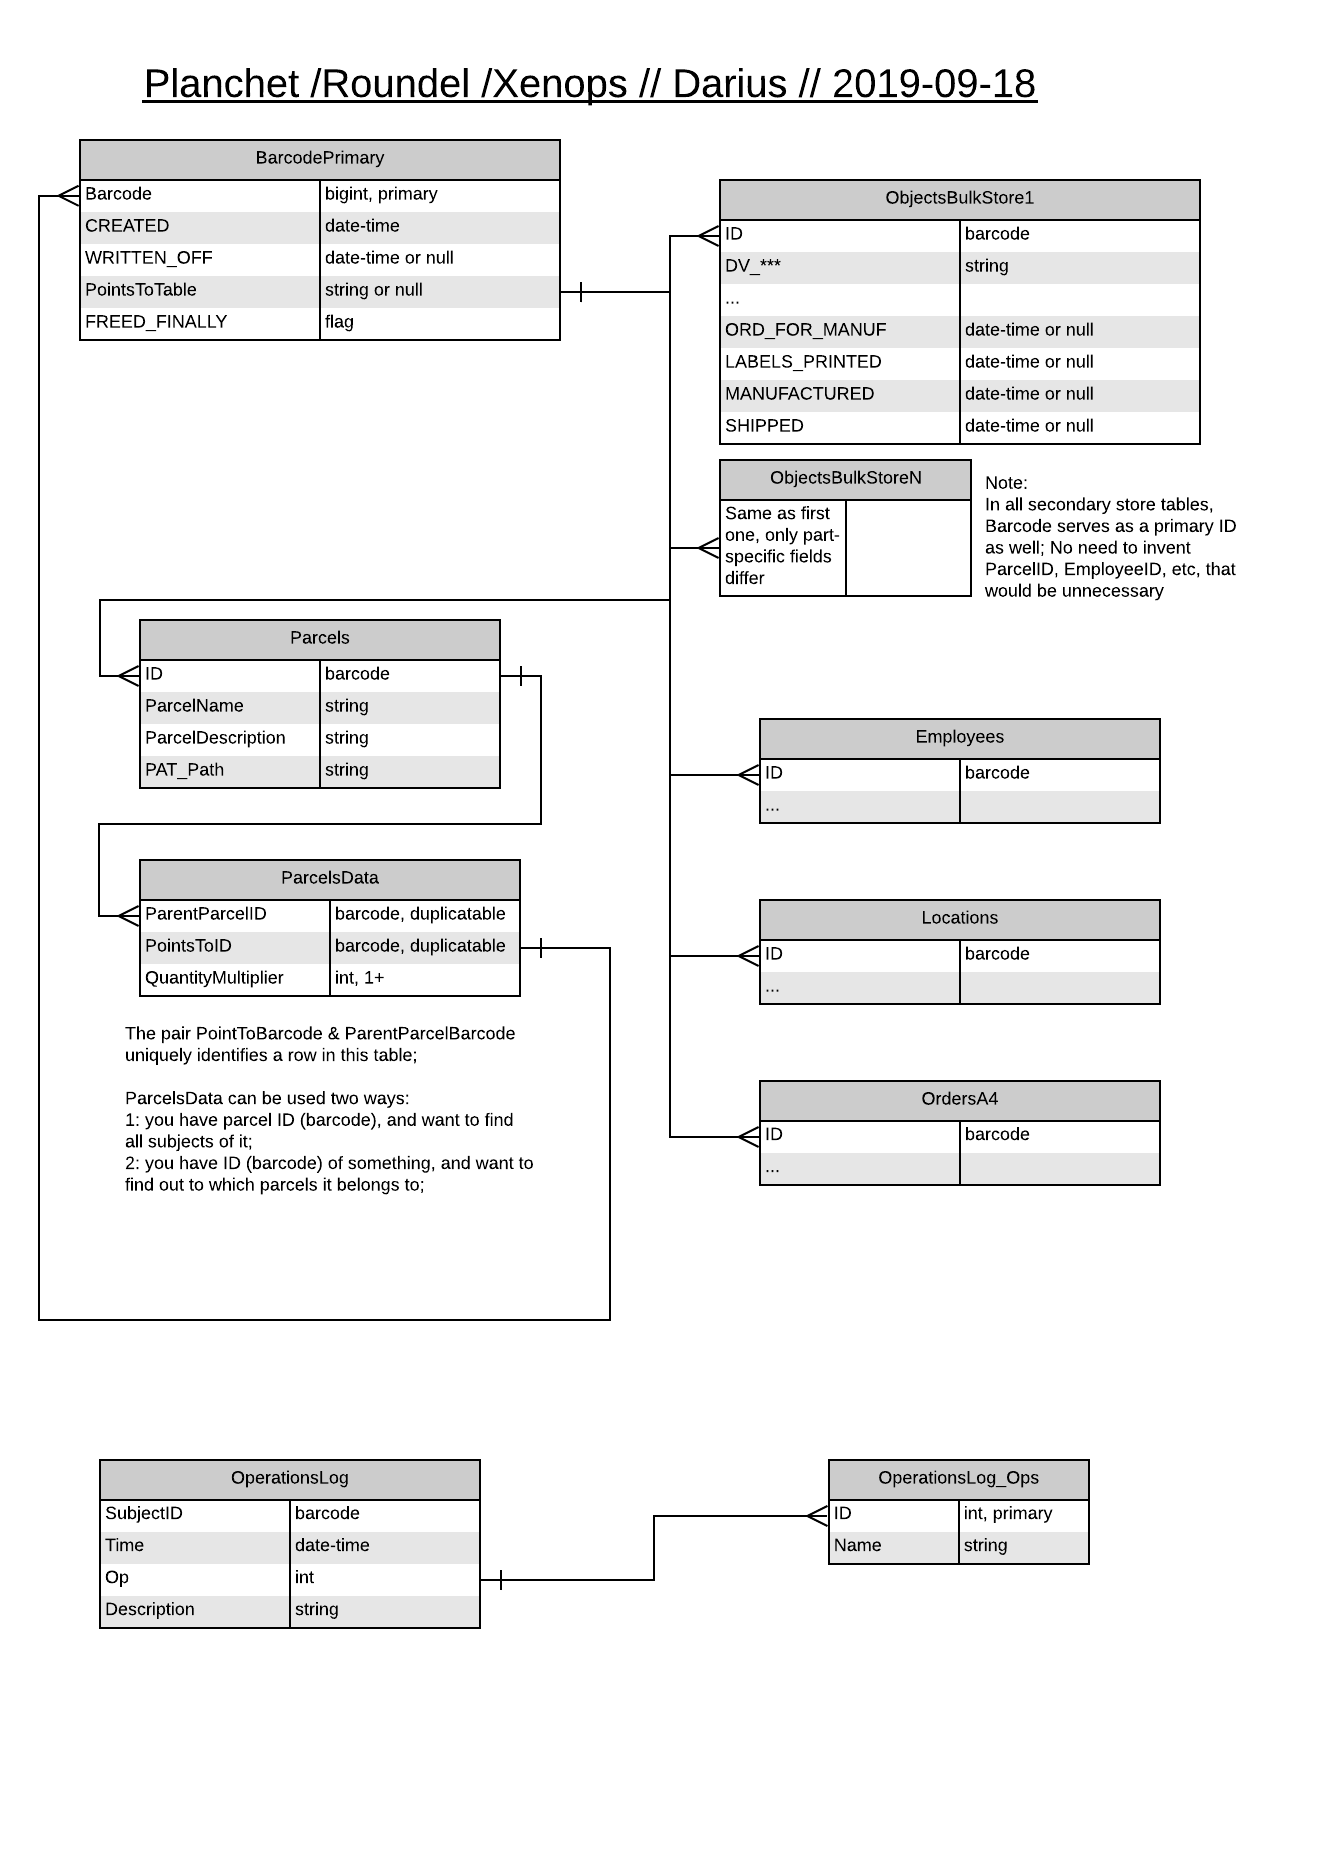 Planchet /Roundel /Xenops // Darius // 2019-09-18
BarcodePrimary
Barcode bigint, primary
CREATED date-time
WRITTEN_OFF date-time or null
PointsToTable string or null
FREED_FINALLY flag
ObjectsBulkStore1
ID barcode
DV_*** string
...
ORD_FOR_MANUF date-time or null
LABELS_PRINTED date-time or null
MANUFACTURED date-time or null
SHIPPED date-time or null
ObjectsBulkStoreN
Same as first
one, only part-
specific fields
differ
Note:
In all secondary store tables,
Barcode serves as a primary ID
as well; No need to invent
ParcelID, EmployeeID, etc, that
would be unnecessary
Parcels
ID barcode
ParcelName string
ParcelDescription string
PAT_Path string
Employees
ID barcode
...
ParcelsData
ParentParcelID barcode, duplicatable
PointsToID barcode, duplicatable
QuantityMultiplier int, 1+
Locations
ID barcode
...
The pair PointToBarcode & ParentParcelBarcode
uniquely identifies a row in this table;
ParcelsData can be used two ways:
1: you have parcel ID (barcode), and want to find
all subjects of it;
2: you have ID (barcode) of something, and want to
find out to which parcels it belongs to;
OrdersA4
ID barcode
...
OperationsLog
SubjectID barcode
Time date-time
Op int
Description string
OperationsLog_Ops
ID int, primary
Name string